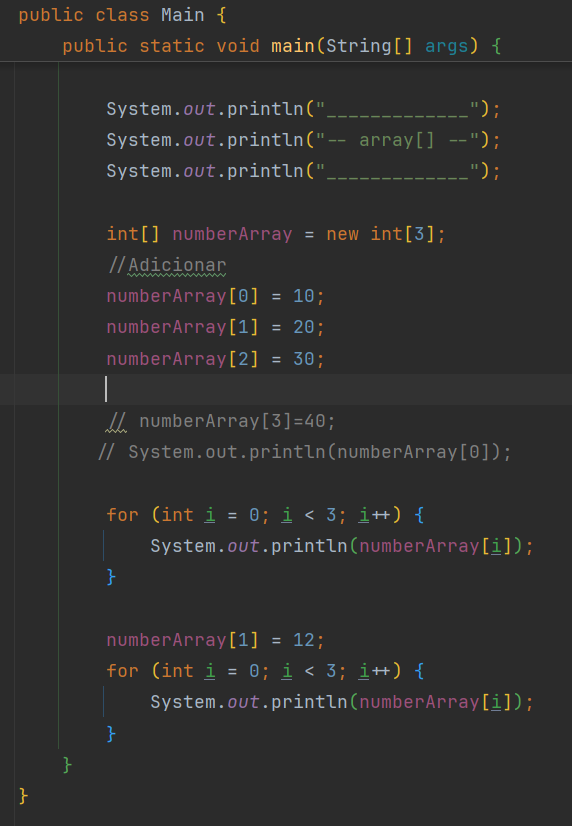 public class Main {
    public static void main(String[] args) {
        System.out.println("_____________");
        System.out.println("-- array[] --");
        System.out.println("_____________");
        int[] numberArray = new int[3];
        //Adicionar
        numberArray[0] = 10;
        numberArray[1] = 20;
        numberArray[2] = 30;
        // numberArray[3]=40;
       // System.out.println(numberArray[0]);
        for (int i = 0; i < 3; i++) {
            System.out.println(numberArray[i]);
        }
        numberArray[1] = 12;
        for (int i = 0; i < 3; i++) {
            System.out.println(numberArray[i]);
        }
    }
}